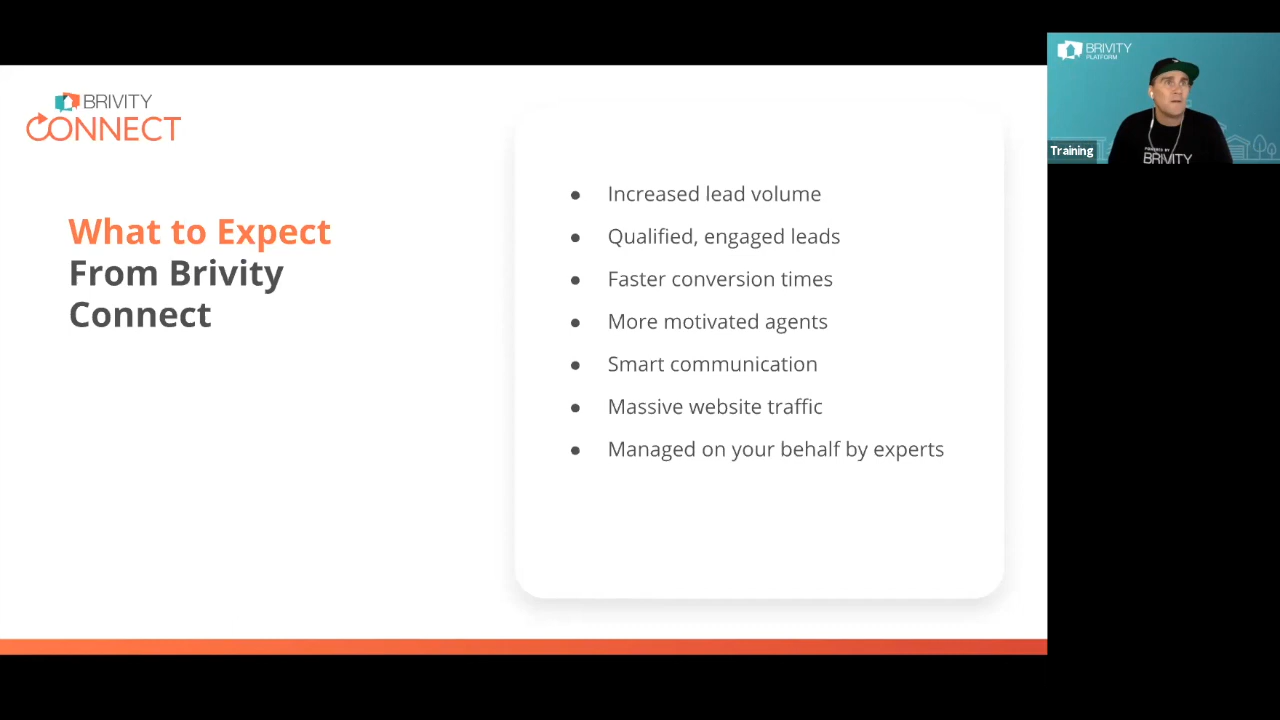 BRIVITY
CONNECT
What to Expect
From Brivity
Connect
● Increased lead volume
● Qualified, engaged leads
● Faster conversion times
● More motivated agents
● Smart communication
● Massive website traffic
● Managed on your behalf by experts
BRIVITY
PLATFORM
Training
POWERED BY
BRIVITY